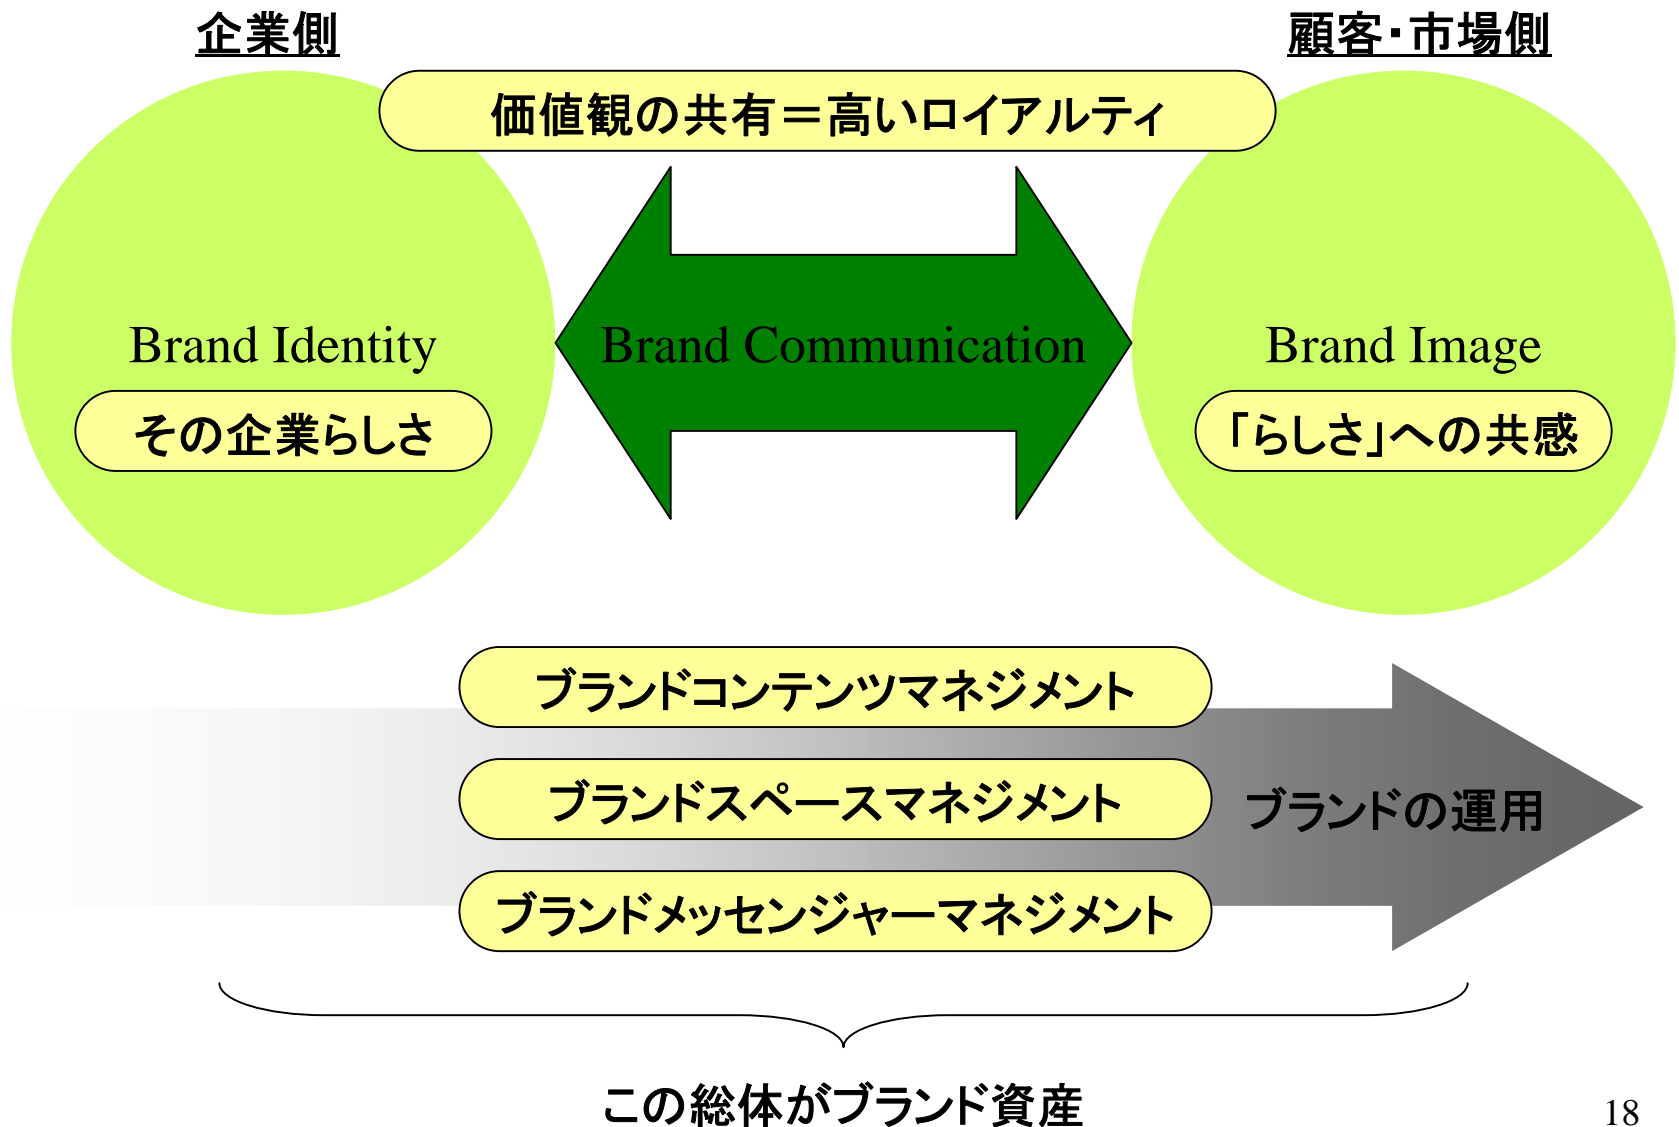 企業側
顧客・市場側
価値観の共有＝高いロイアルティ
Brand Identity
Brand Communication
Brand Image
その企業らしさ
「らしさ」への共感
ブランドコンテンツマネジメント
ブランドスペースマネジメント
ブランドの運用
ブランドメッセンジャーマネジメント
この総体がブランド資産
18